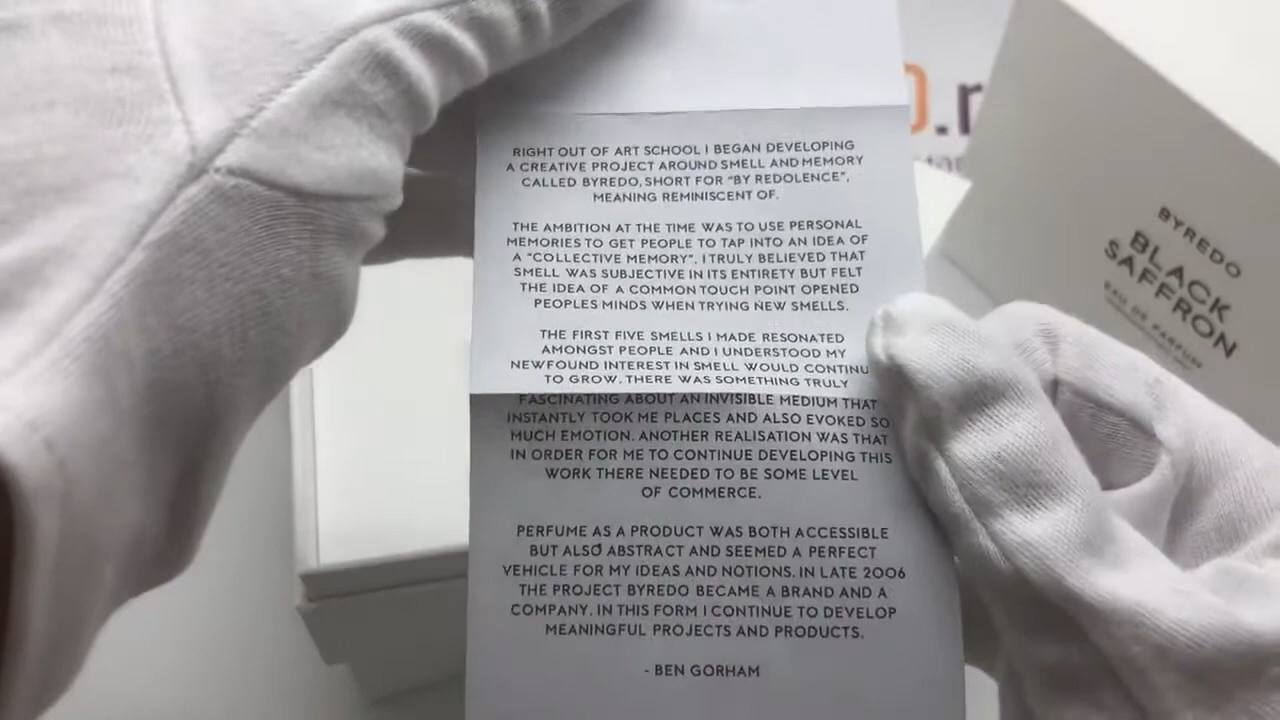 RIGHT OUT OF ART SCHOOL I BEGAN DEVELOPING
A CREATIVE PROJECT AROUND SMELL AND MEMORY
CALLED BYREDO, SHORT FOR "BY REDOLENCE",
MEANING REMINISCENT OF.
THE AMBITION AT THE TIME WAS TO USE PERSONAL
MEMORIES TO GET PEOPLE TO TAP INTO AN IDEA OF
A "COLLECTIVE MEMORY". I TRULY BELIEVED THAT
SMELL WAS SUBJECTIVE IN ITS ENTIRETY BUT FELT
THE IDEA OF A COMMON TOUCH POINT OPENED
PEOPLES MINDS WHEN TRYING NEW SMELLS.
THE FIRST FIVE SMELLS I MADE RESONATED
AMONGST PEOPLE AND I UNDERSTOOD MY
NEWFOUND INTEREST IN SMELL WOULD CONTINU
TO GROW. THERE WAS SOMETHING TRULY
FASCINATING ABOUT AN INVISIBLE MEDIUM THAT
INSTANTLY TOOK ME PLACES AND ALSO EVOKED SO
MUCH EMOTION. ANOTHER REALISATION WAS THAT
IN ORDER FOR ME TO CONTINUE DEVELOPING THIS
WORK THERE NEEDED TO BE SOME LEVEL
OF COMMERCE.
PERFUME AS A PRODUCT WAS BOTH ACCESSIBLE
BUT ALSO ABSTRACT AND SEEMED A PERFECT
VEHICLE FOR MY IDEAS AND NOTIONS. IN LATE 2006
THE PROJECT BYREDO BECAME A BRAND AND A
COMPANY. IN THIS FORM I CONTINUE TO DEVELOP
MEANINGFUL PROJECTS AND PRODUCTS.
- BEN GORHAM
BYREDO
BLACK
SAFFRON
EAU DE PARFUM